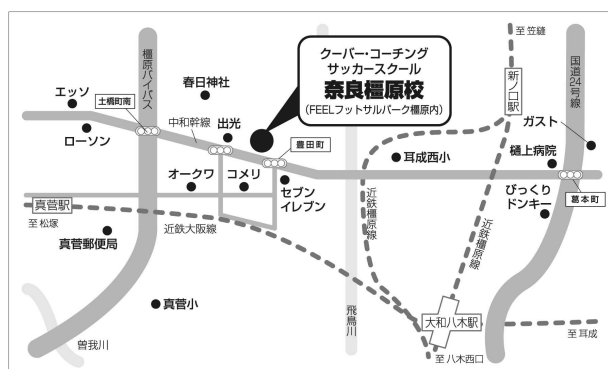 クーバー・コーチング
サッカースクール
奈良橿原校
(FEELフットサルパーク橿原内)
至 笠縫
国道24号線
新ノ口駅
橿原バイパス
春日神社
エッソ
土橋町南
中和幹線
出光
豊田町
ガスト
ローソン
耳成西小
樋上病院
オークワ
コメリ
セブン
イレブン
葛本町
びっくり
ドンキー
真菅駅
至 松塚
近鉄大阪線
近鉄橿原線
近鉄橿原線
真菅郵便局
真菅小
飛鳥川
大和八木駅
曽我川
至 耳成
至 八木西口